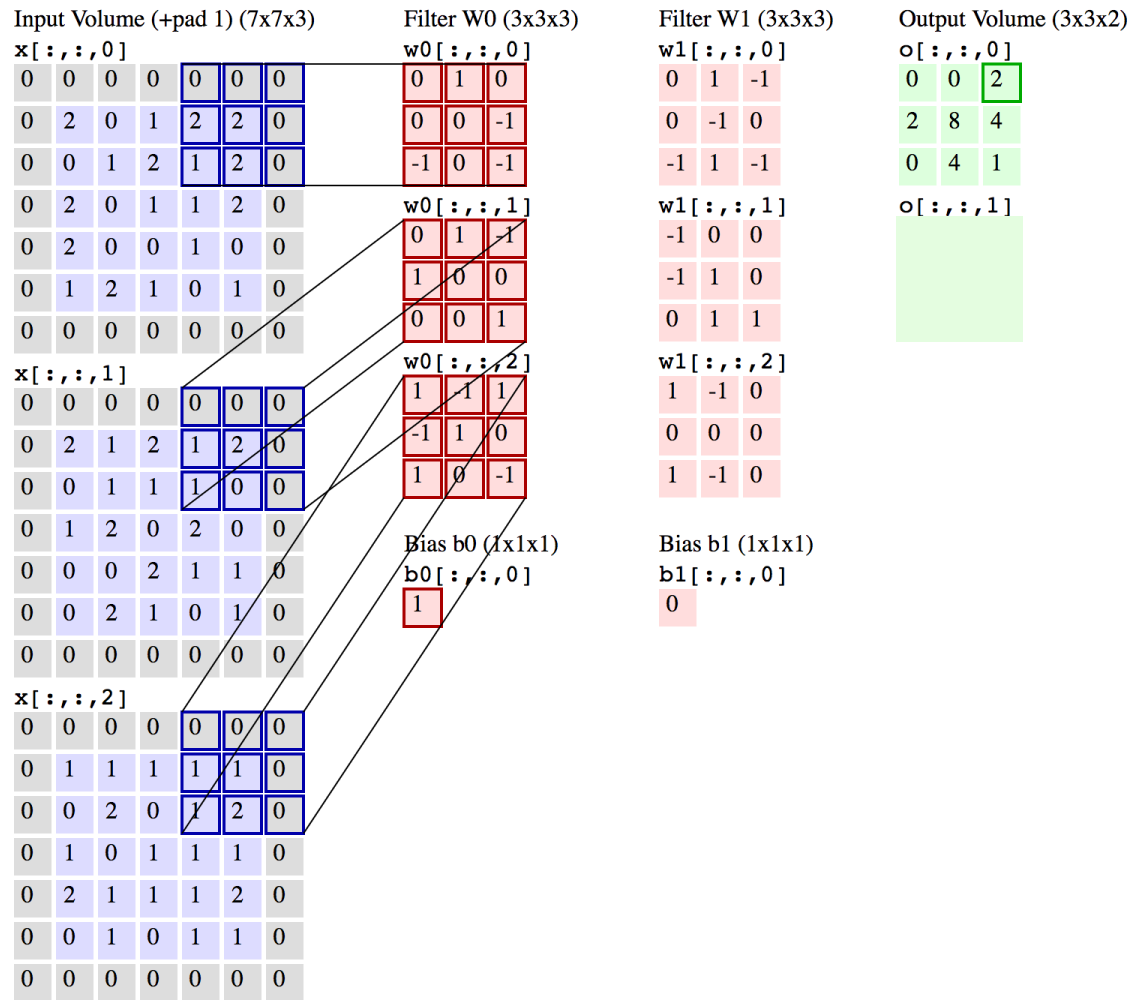 Input Volume (+pad 1) (7x7x3) Filter W0 (3x3x3) Filter W1 (3x3x3) Output Volume (3x3x2)
x[:,:,0] w0[:,:,0] w1[:,:,0] o[:,:,0]
0 0 0 0 0 0 0 0 1 0 0 1 -1 0 0 2
0 2 0 1 2 2 0 0 0 -1 0 -1 0 2 8 4
0 0 1 2 1 2 0 -1 0 -1 -1 1 -1 0 4 1
0 2 0 1 1 2 0 w0[:,:,1] w1[:,:,1] o[:,:,1]
0 2 0 0 1 0 0 0 1 -1 -1 0 0
0 1 2 1 0 1 0 1 0 0 -1 1 0
0 0 0 0 0 0 0 0 0 1 0 1 1
x[:,:,1] w0[:,:,2] w1[:,:,2]
0 0 0 0 0 0 0 1 -1 1 1 -1 0
0 2 1 2 1 2 0 -1 1 0 0 0 0
0 0 1 1 1 0 0 1 0 -1 1 -1 0
0 1 2 0 2 0 0
Bias b0 (1x1x1) Bias b1 (1x1x1)
0 0 0 2 1 1 0 b0[:,:,0] b1[:,:,0]
0 0 2 1 0 1 0 1 0
0 0 0 0 0 0 0
x[:,:,2]
0 0 0 0 0 0 0
0 1 1 1 1 1 0
0 0 2 0 1 2 0
0 1 0 1 1 1 0
0 2 1 1 1 2 0
0 0 1 0 1 1 0
0 0 0 0 0 0 0